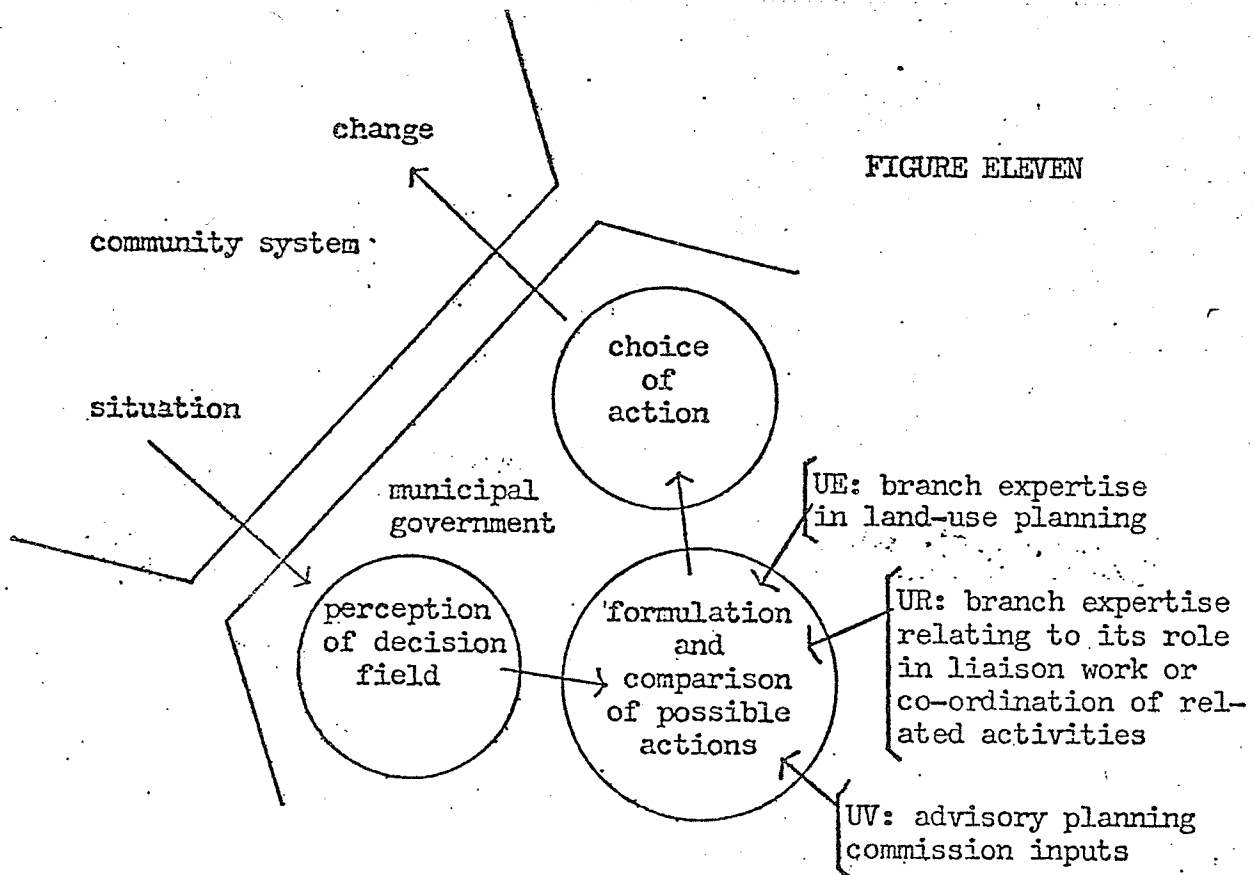 change
FIGURE ELEVEN
community system
choice
of
action
situation
municipal
government
UE: branch expertise
in land-use planning
perception
of decision
field
formulation
and
comparison
of possible
actions
UR: branch expertise
relating to its role
in liaison work or
co-ordination of rel-
ated activities
UV: advisory planning
commission inputs